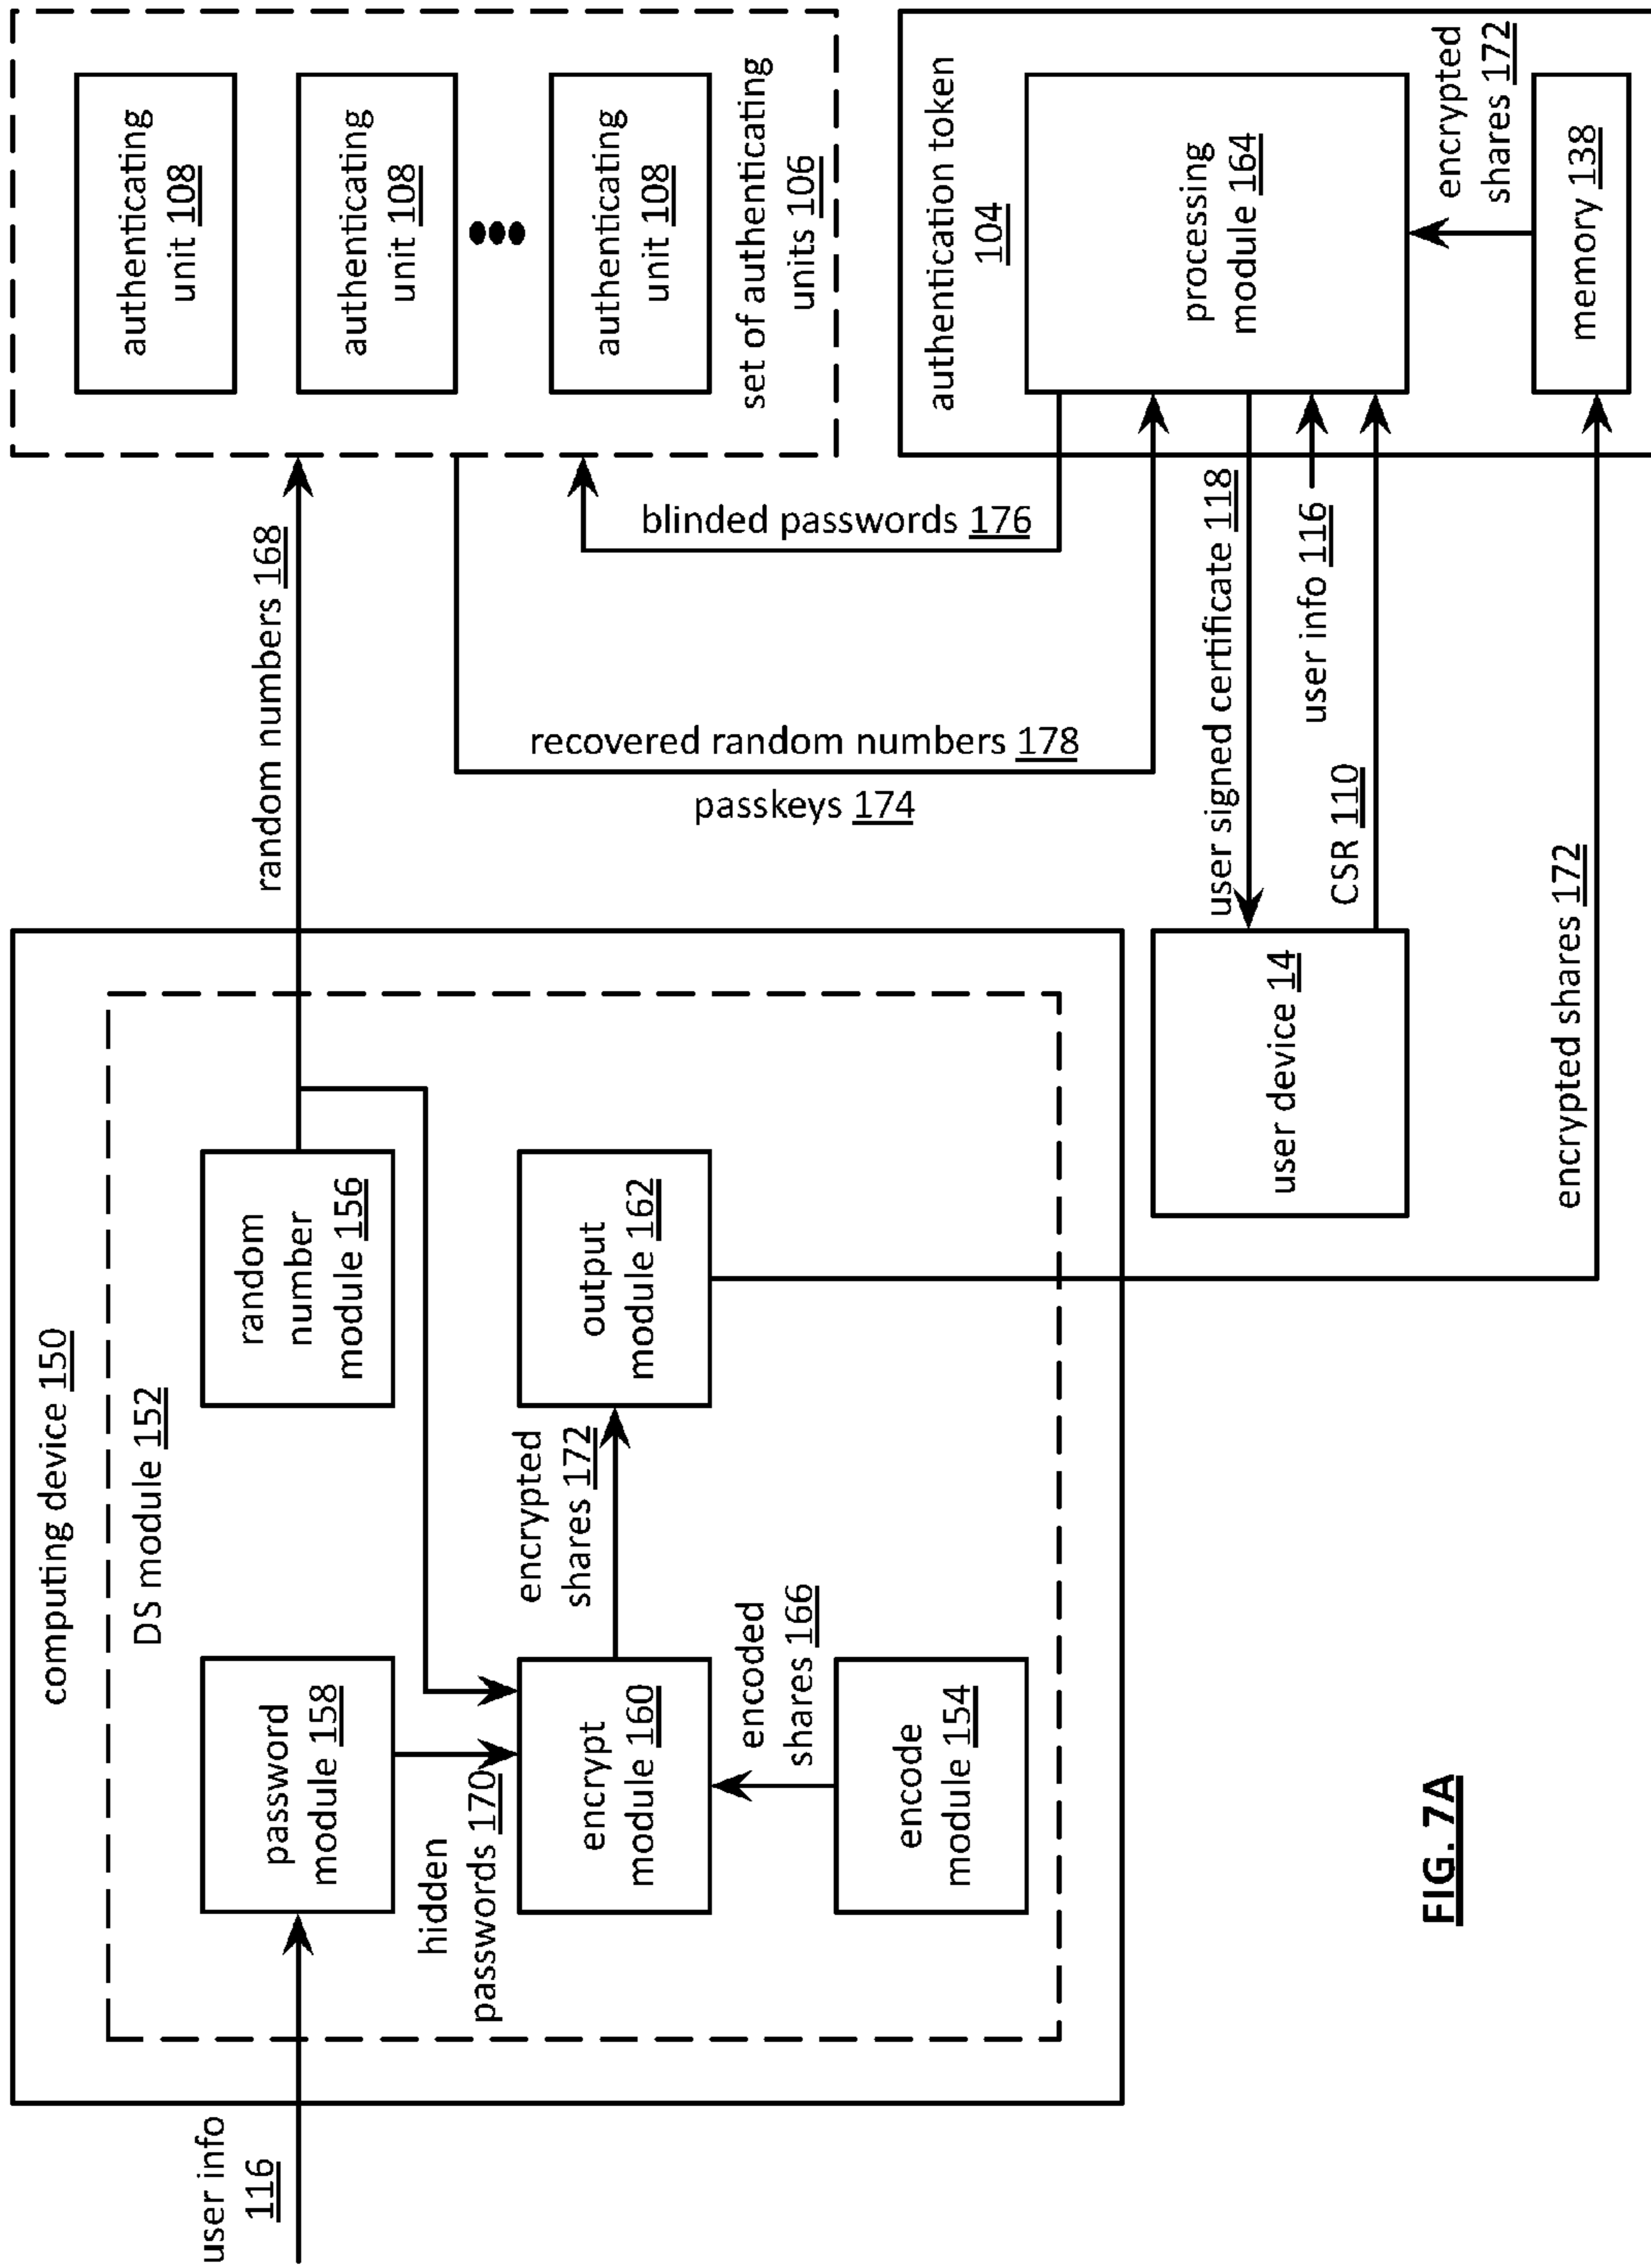 computing device 150
DS module 152
user info
116
password
module 158
random
number
module 156
hidden
passwords 170
encrypt
module 160
encrypted
shares 172
output
module 162
encoded
shares 166
encode
module 154
random numbers 168
authenticating
unit 108
authenticating
unit 108
authenticating
unit 108
set of authenticating
units 106
blinded passwords 176
recovered random numbers 178
passkeys 174
authentication token
104
processing
module 164
encrypted
shares 172
memory 138
user signed certificate 118
user info 116
CSR 110
user device 14
encrypted shares 172
FIG. 7A